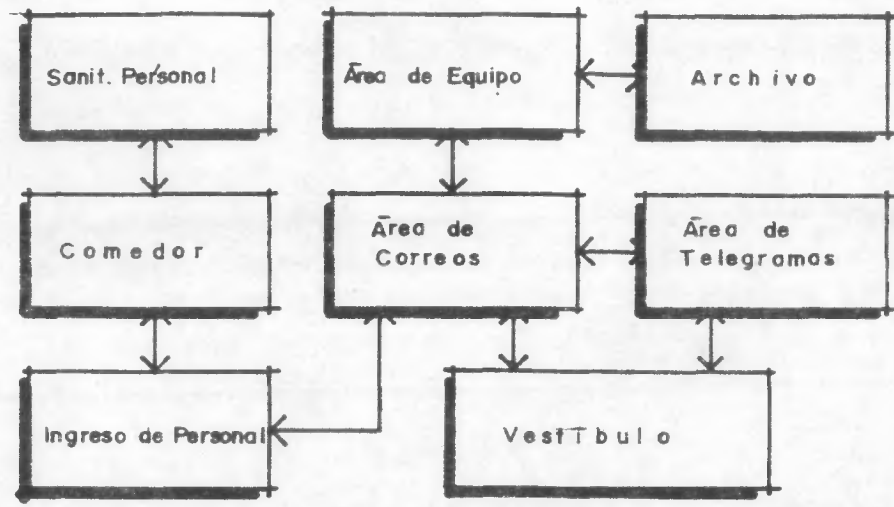 Sanit. Personal
Área de Equipo
Archivo
Comedor
Área de
Correos
Área de
Telegramas
Ingreso de Personal
Vestíbulo